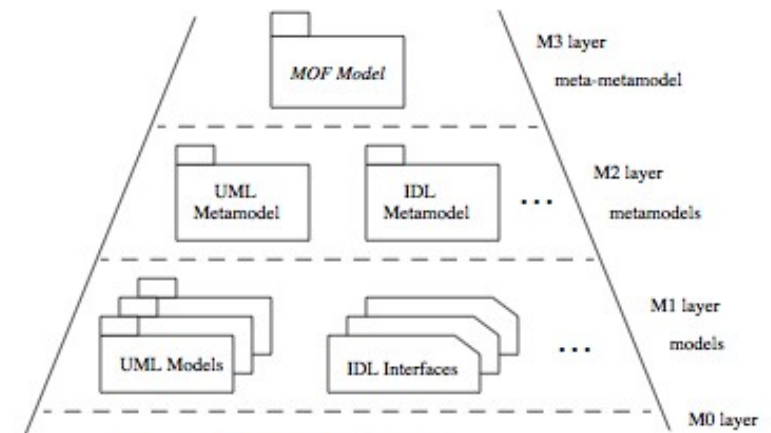 MOF Model
M3 layer
meta-metamodel
UML
Metamodel
IDL
Metamodel
...
M2 layer
metamodels
UML Models
IDL Interfaces
...
M1 layer
models
M0 layer